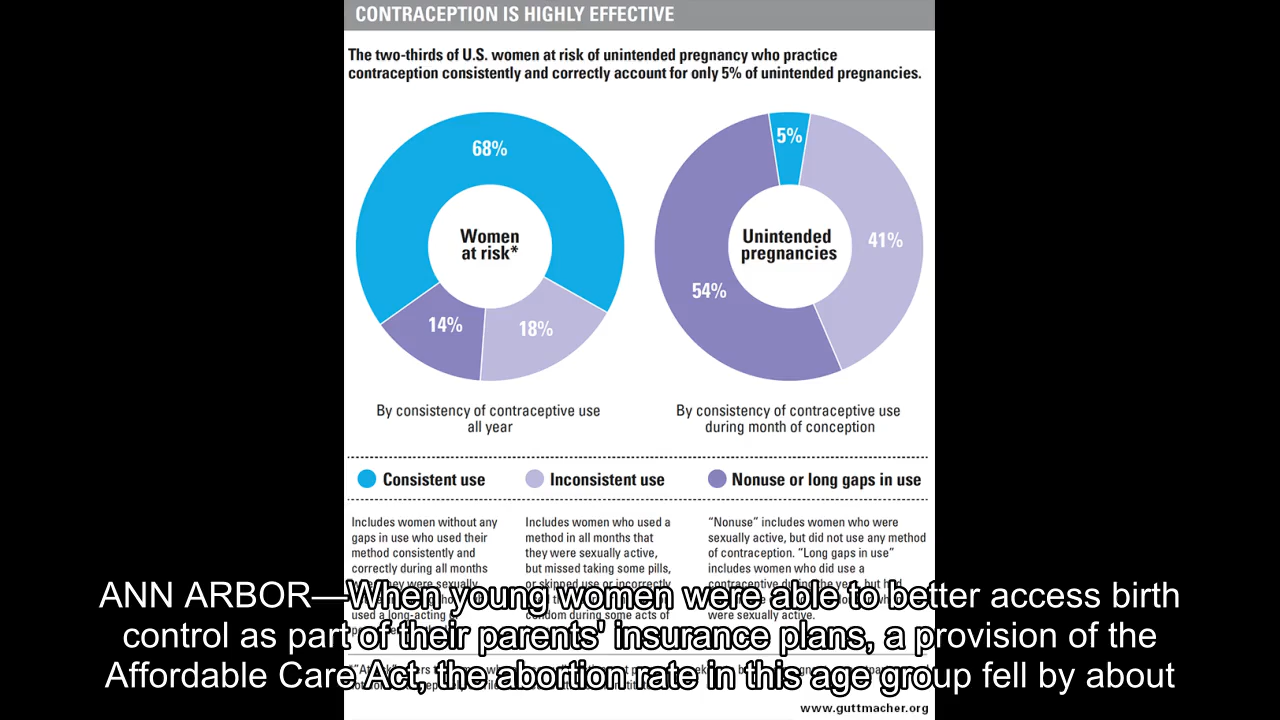 CONTRACEPTION IS HIGHLY EFFECTIVE
The two-thirds of U.S. women at risk of unintended pregnancy who practice
contraception consistently and correctly account for only 5% of unintended pregnancies.
68%
Women
at risk*
14%
18%
5%
Unintended
pregnancies
41%
54%
By consistency of contraceptive use
all year
By consistency of contraceptive use
during month of conception
Consistent use
Inconsistent use
Nonuse or long gaps in use
Includes women without any
gaps in use who used their
method consistently and
correctly during all months
Includes women who used a
method in all months that
they were sexually active,
but missed taking some pills,
or skipped use or incorrectly
“Nonuse” includes women who were
sexually active, but did not use any method
of contraception. “Long gaps in use”
includes women who did use a
ANN ARBOR—When young women were able to better access birth
control as part of their parents' insurance plans, a provision of the
Affordable Care Act, the abortion rate in this age group fell by about
www.guttmacher.org